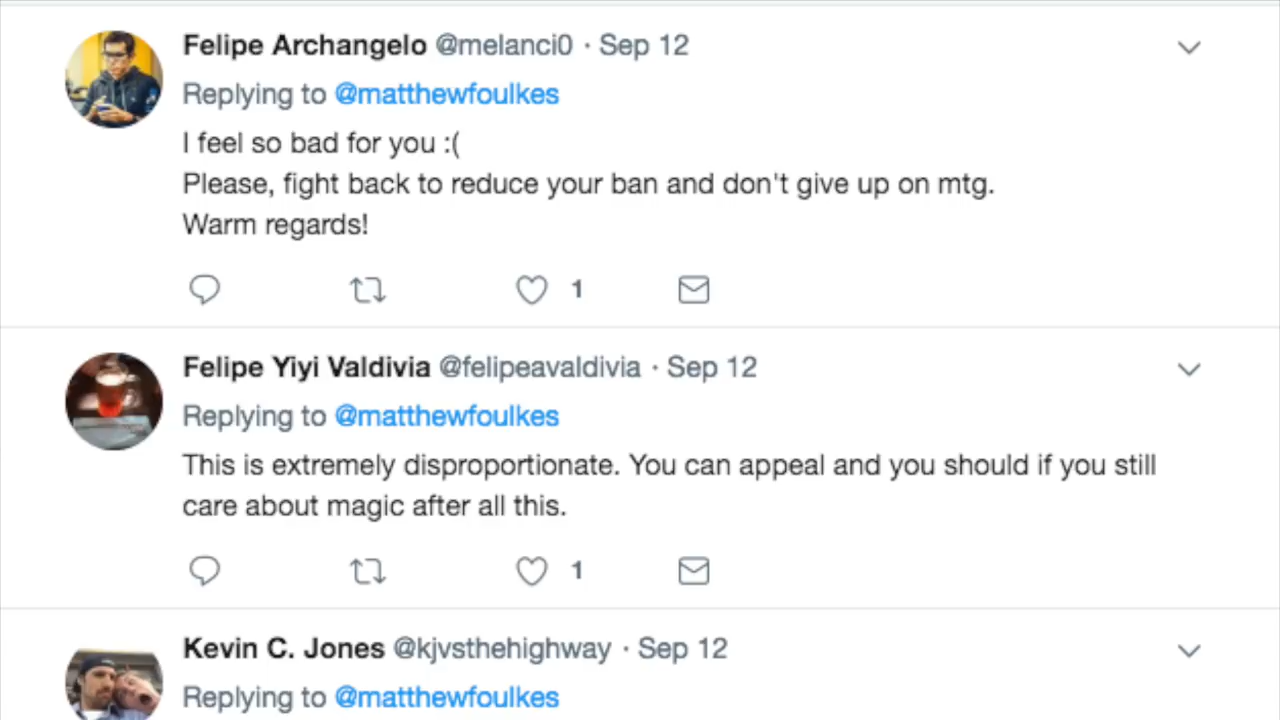 Felipe Archangelo @melanci0 · Sep 12
Replying to @matthewfoulkes
I feel so bad for you :(
Please, fight back to reduce your ban and don't give up on mtg.
Warm regards!
1
Felipe Yiyi Valdivia @felipeavaldivia · Sep 12
Replying to @matthewfoulkes
This is extremely disproportionate. You can appeal and you should if you still
care about magic after all this.
1
Kevin C. Jones @kjvsthehighway · Sep 12
Replying to @matthewfoulkes